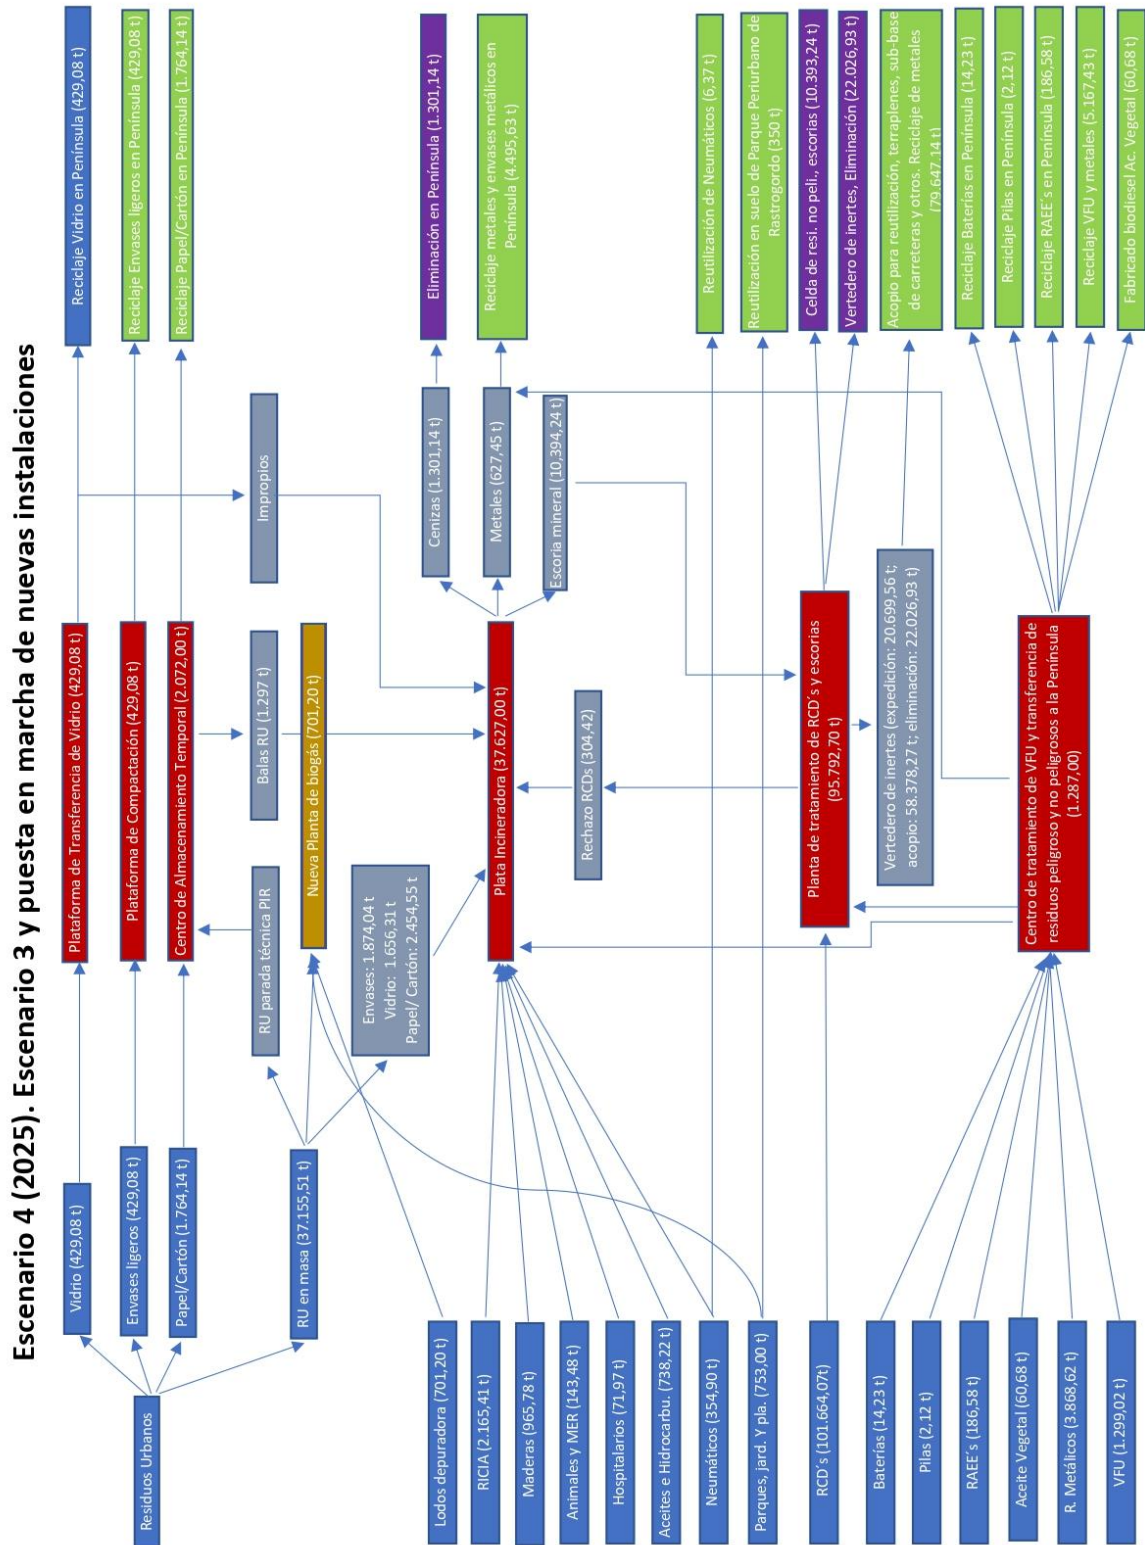 Escenario 4 (2025). Escenario 3 y puesta en marcha de nuevas instalaciones
Residuos Urbanos
Vidrio (429,08 t)
Envases ligeros (429,08 t)
Papel/Cartón (1.764,14 t)
RU en masa (37.155,51 t)
Lodos depuradora (701,20 t)
RICIA (2.165,41 t)
Maderas (965,78 t)
Animales y MER (143,48 t)
Hospitalarios (71,97 t)
Aceites e Hidrocarbu. (738,22 t)
Neumáticos (354,90 t)
Parques, jard. Y pla. (753,00 t)
RCD´s (101.664,07t)
Baterías (14,23 t)
Pilas (2,12 t)
RAEE´s (186,58 t)
Aceite Vegetal (60,68 t)
R. Metálicos (3.868,62 t)
VFU (1.299,02 t)
RU parada técnica PIR
Envases: 1.874,04 t
Vidrio: 1.656,31 t
Papel/ Cartón: 2.454,55 t
Plataforma de Transferencia de Vidrio (429,08 t)
Plataforma de Compactación (429,08 t)
Centro de Almacenamiento Temporal (2.072,00 t)
Balas RU (1.297 t)
Nueva Planta de biogás (701,20 t)
Plata Incineradora (37.627,00 t)
Rechazo RCDs (304,42)
Planta de tratamiento de RCD´s y escorias
(95.792,70 t)
Vertedero de inertes (expedición: 20.699,56 t;
acopio: 58.378,27 t; eliminación: 22.026,93 t)
Centro de tratamiento de VFU y transferencia de
residuos peligroso y no peligrosos a la Península
(1.287,00)
Impropios
Cenizas (1.301,14 t)
Metales (627,45 t)
Escoria mineral (10,394,24 t)
Reciclaje Vidrio en Península (429,08 t)
Reciclaje Envases ligeros en Península (429,08 t)
Reciclaje Papel/Cartón en Península (1.764,14 t)
Eliminación en Península (1.301,14 t)
Reciclaje metales y envases metálicos en
Península (4.495,63 t)
Reutilización de Neumáticos (6,37 t)
Reutilización en suelo de Parque Periurbano de
Rastrogordo (350 t)
Celda de resi. no peli., escorias (10.393,24 t)
Vertedero de inertes, Eliminación (22.026,93 t)
Acopio para reutilización, terraplenes, sub-base
de carreteras y otros. Reciclaje de metales
(79.647,14 t)
Reciclaje Baterías en Península (14,23 t)
Reciclaje Pilas en Península (2,12 t)
Reciclaje RAEE´s en Península (186,58 t)
Reciclaje VFU y metales (5.167,43 t)
Fabricado biodiesel Ac. Vegetal (60,68 t)